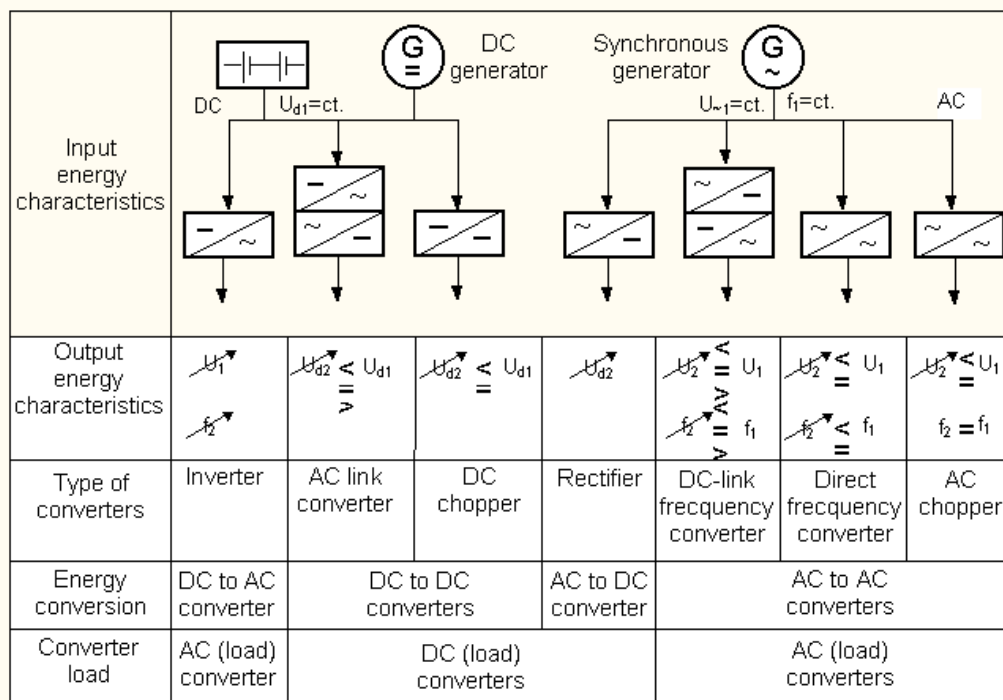 Input
energy
characteristics
G
=
DC
generator
Synchronous
generator
G
~
DC
U d1=ct.
U~1=ct.
f1=ct.
AC
– ~
~ –
– ~
– –
~ –
~ –
– ~
~ ~
~ ~
Output
energy
characteristics
U1
f2
Ud2 < = > Ud1
Ud2 < = Ud1
Ud2
U2 < = > U1
f2 < = > f1
U2 < = U1
f2 < = f1
U2 < = U1
f2 = f1
Type of
converters
Inverter
AC link
converter
DC
chopper
Rectifier
DC-link
frecquency
converter
Direct
frecquency
converter
AC
chopper
Energy
conversion
DC to AC
converter
DC to DC
converters
AC to DC
converter
AC to AC
converters
Converter
load
AC (load)
converter
DC (load)
converters
AC (load)
converters